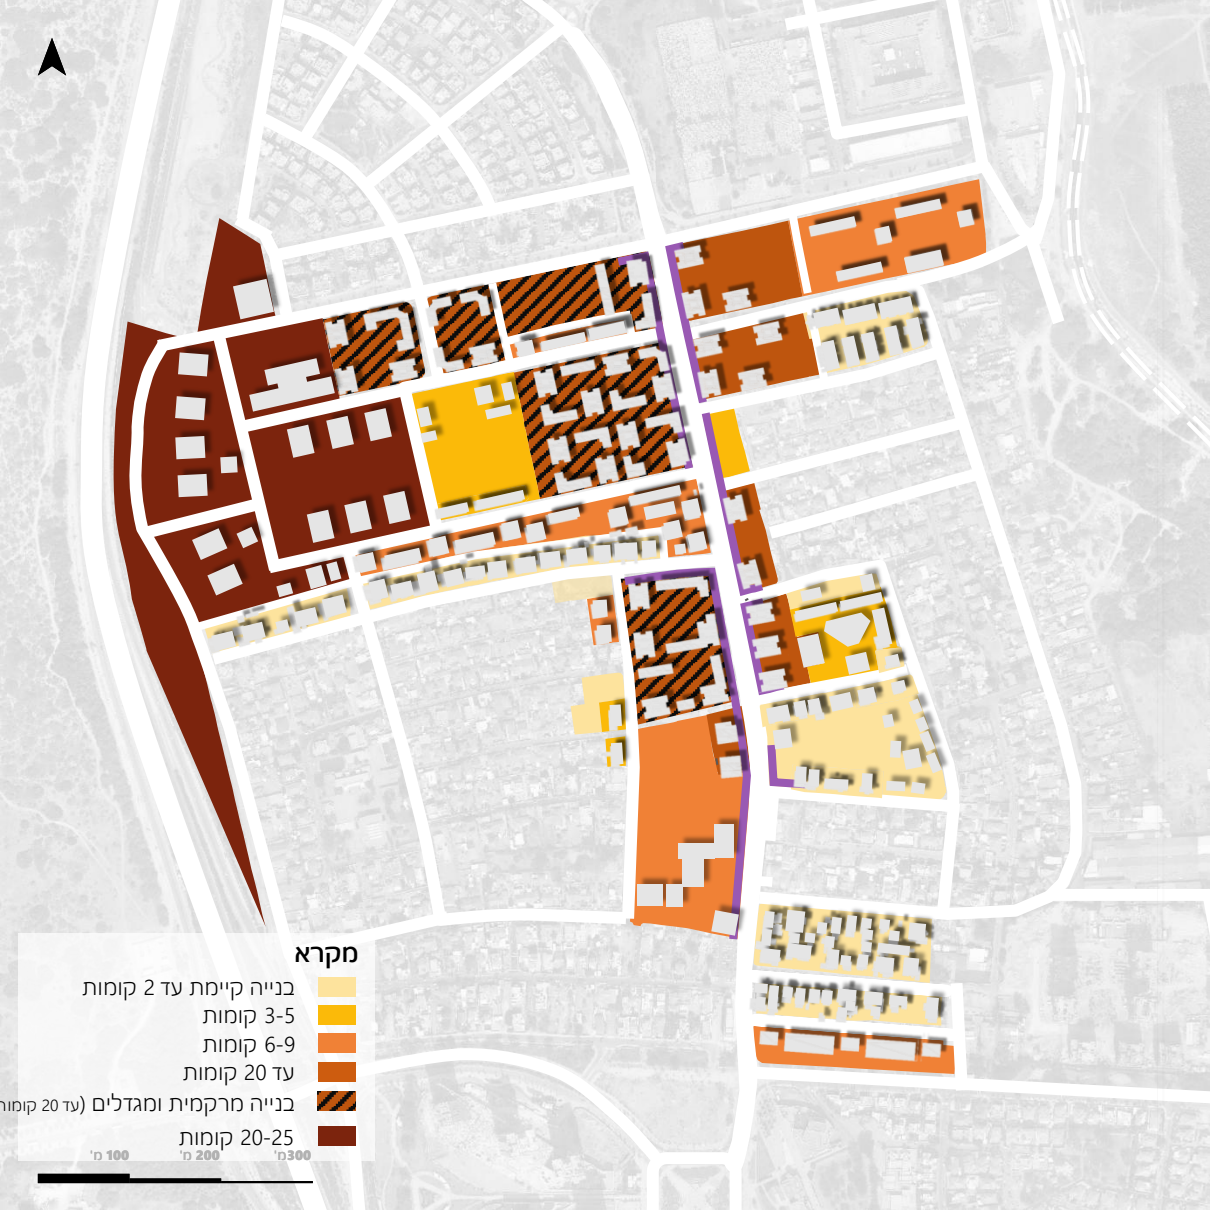 מקרא
בנייה קיימת עד 2 קומות
3-5 קומות
6-9 קומות
עד 20 קומות
בנייה מרקמית ומגדלים (עד 20 קומות
20-25 קומות
100 מ' 200 מ' 300מ'